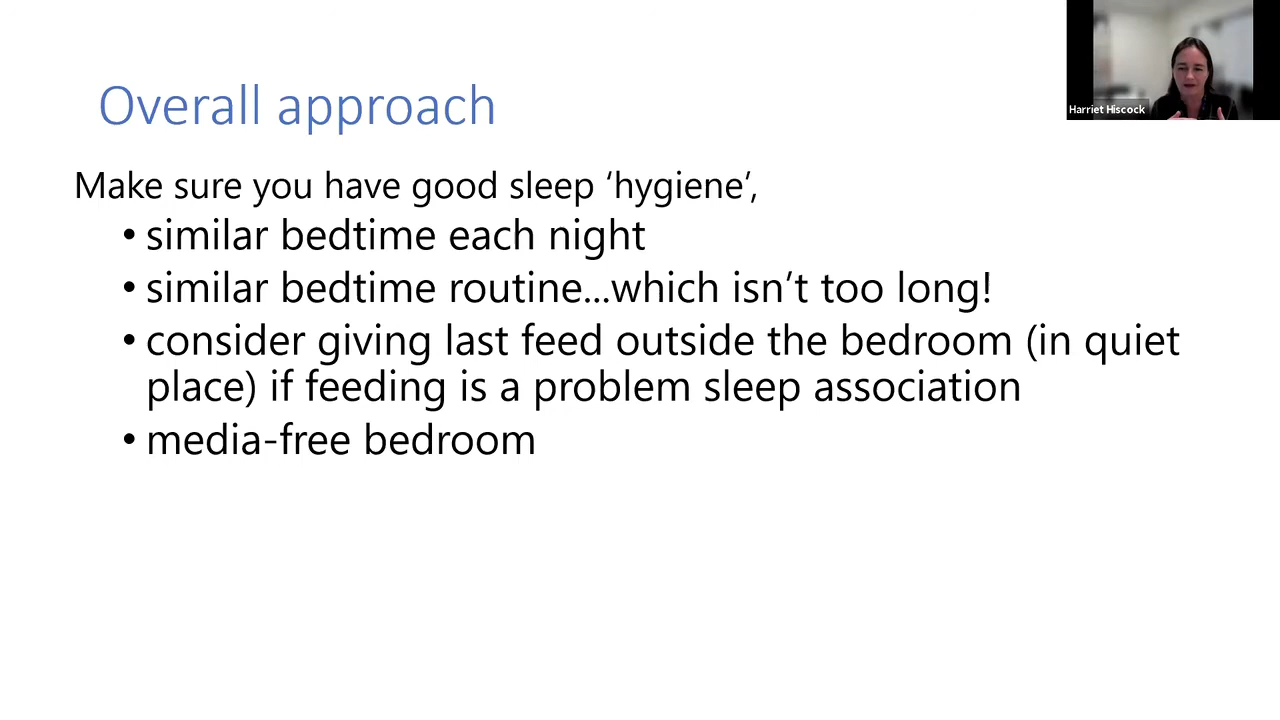 Overall approach
Harriet Hiscock
Make sure you have good sleep ‘hygiene’,
• similar bedtime each night
• similar bedtime routine...which isn’t too long!
• consider giving last feed outside the bedroom (in quiet
place) if feeding is a problem sleep association
• media-free bedroom